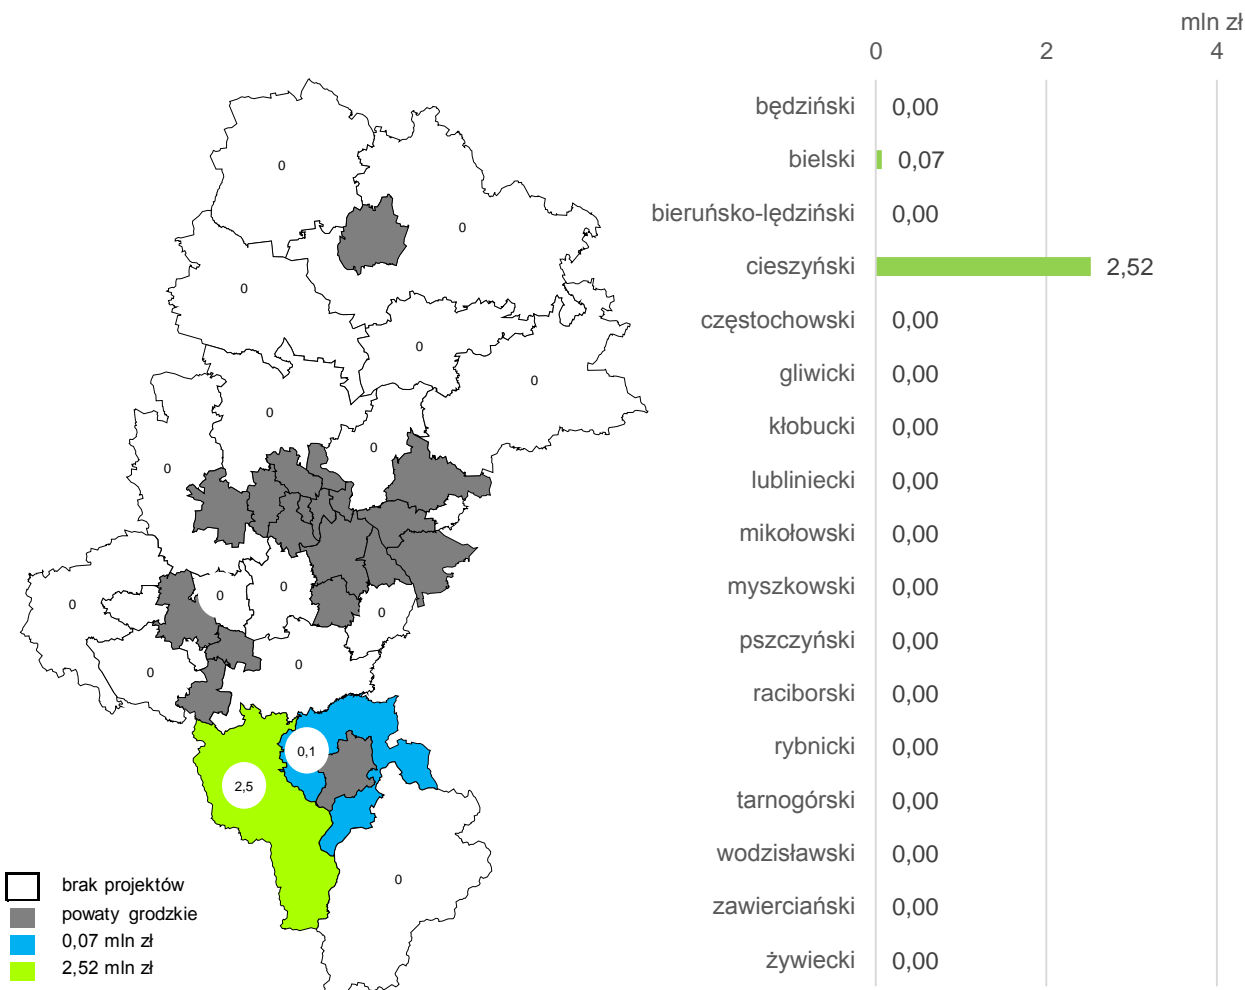 mln zł
0 2 4
będziński 0,00
bielski 0,07
bieruńsko-lędziński 0,00
cieszyński 2,52
częstochowski 0,00
gliwicki 0,00
kłobucki 0,00
lubliniecki 0,00
mikołowski 0,00
myszkowski 0,00
pszczyński 0,00
raciborski 0,00
rybnicki 0,00
tarnogórski 0,00
wodzisławski 0,00
zawierciański 0,00
żywiecki 0,00
0
0
0
0
0
0
0
0
0
0
0
0
0
0
0,1
2,5
0
brak projektów
powaty grodzkie
0,07 mln zł
2,52 mln zł